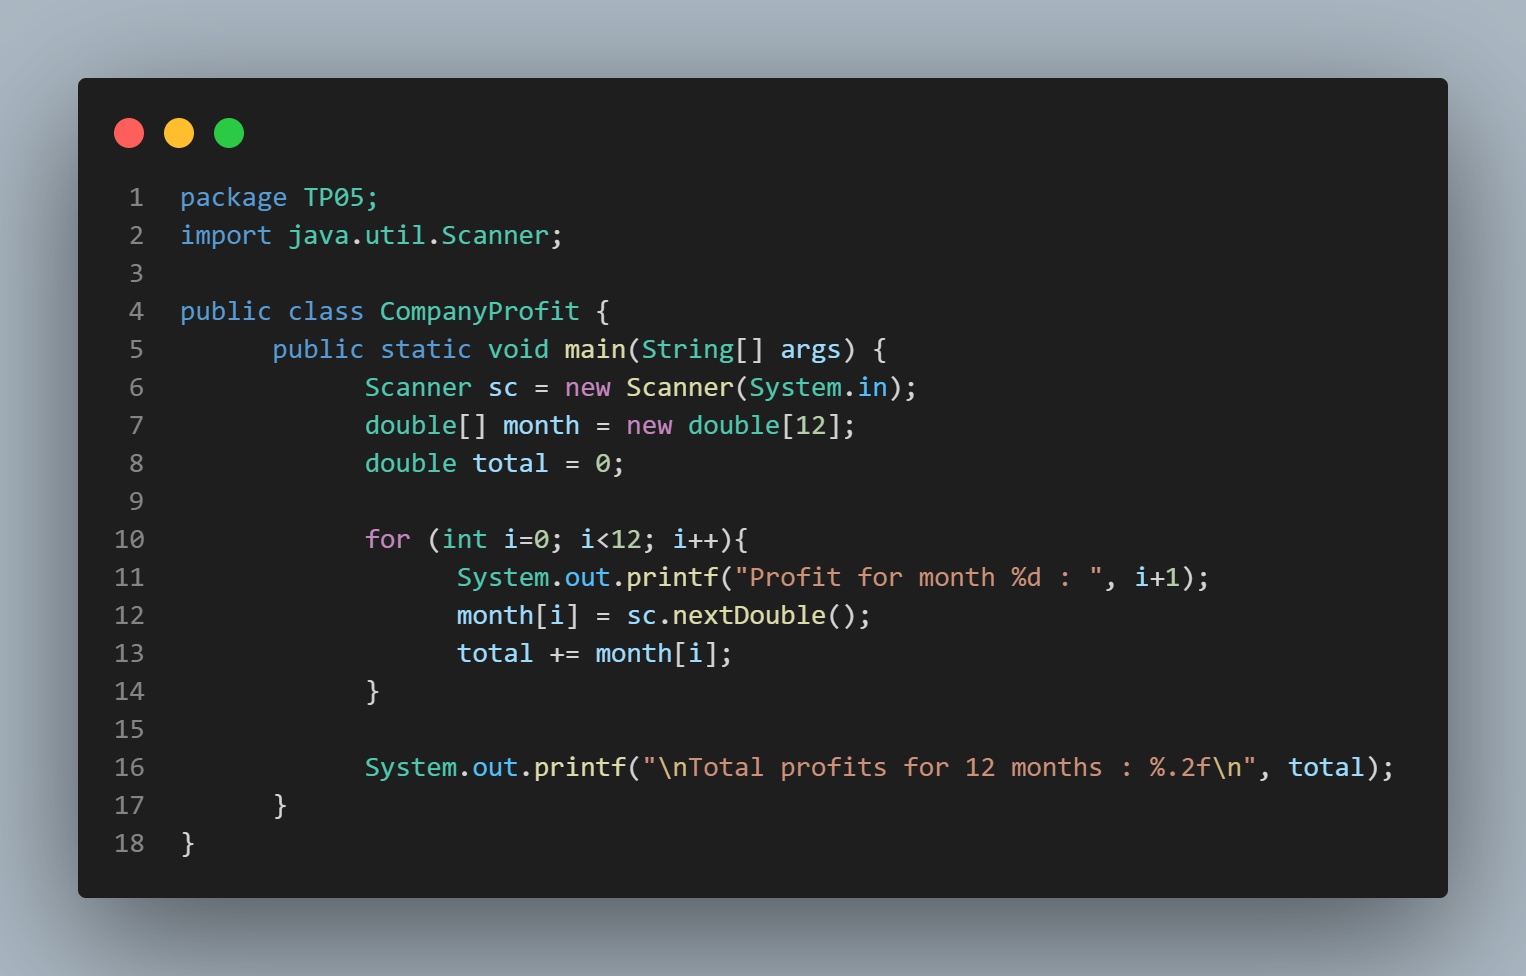 1 package TP05;
2 import java.util.Scanner;
3
4 public class CompanyProfit {
5       public static void main(String[] args) {
6             Scanner sc = new Scanner(System.in);
7             double[] month = new double[12];
8             double total = 0;
9
10             for (int i=0; i<12; i++){
11                   System.out.printf("Profit for month %d : ", i+1);
12                   month[i] = sc.nextDouble();
13                   total += month[i];
14             }
15
16             System.out.printf("\nTotal profits for 12 months : %.2f\n", total);
17       }
18 }